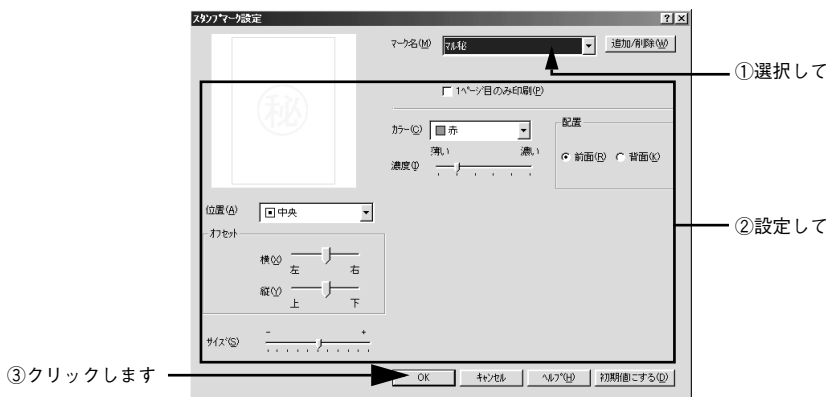 スタンプマーク設定
マーク名(M) マル秘 追加/削除(W)
①選択して
1ページ目のみ印刷(P)
秘
カラー(C) 赤
配置
薄い 濃い
前面(R) 背面(K)
濃度(I)
位置(A) 中央
②設定して
オフセット
横(X)
左 右
縦(Y)
上 下
サイズ(S)
- +
③クリックします
OK キャンセル ヘルプ(H) 初期値にする(D)